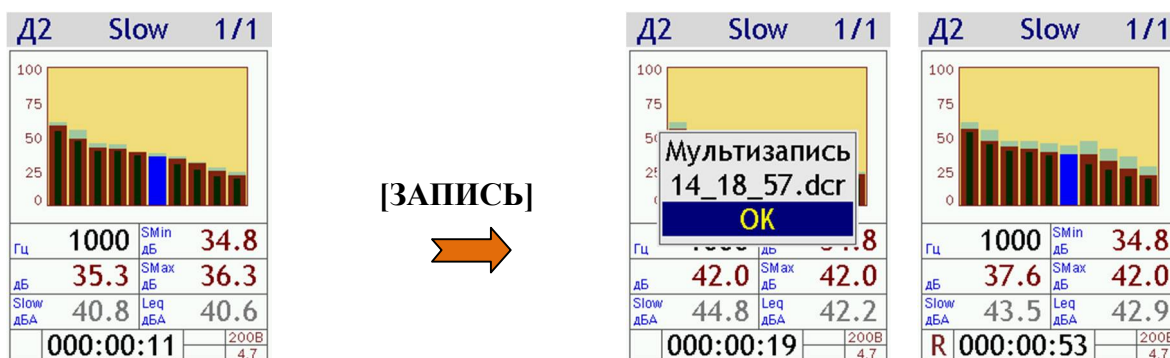 Д2 Slow 1/1
100
75
50
25
0
Гц 1000 SMin дБ 34.8
дБ 35.3 SMax дБ 36.3
Slow дБА 40.8 Leq дБА 40.6
000:00:11 200В 4.7
[ЗАПИСЬ]
Д2 Slow 1/1
100
75
Мультизапись
14_18_57.dcr
OK
Гц
дБ 42.0 SMax дБ 42.0
Slow дБА 44.8 Leq дБА 42.2
000:00:19 200В 4.7
Д2 Slow 1/1
100
75
50
25
0
Гц 1000 SMin дБ 34.8
дБ 37.6 SMax дБ 42.0
Slow дБА 43.5 Leq дБА 42.9
R 000:00:53 200В 4.7